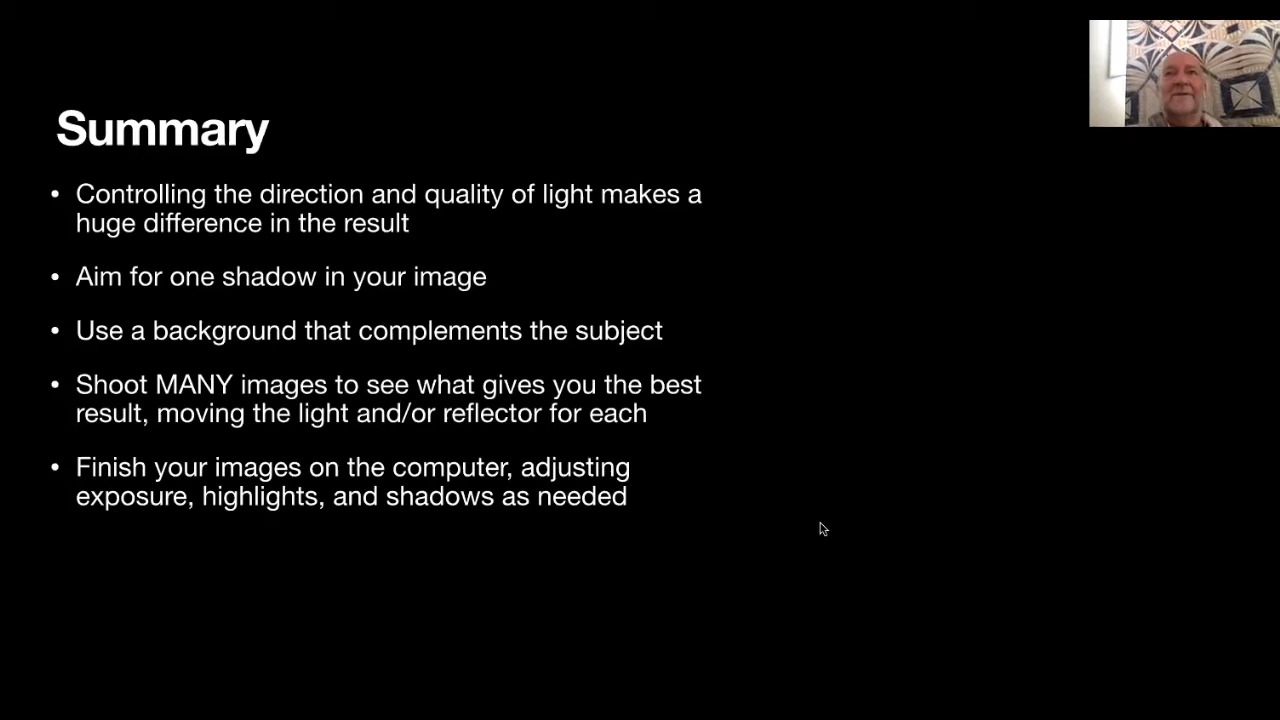 Summary
• Controlling the direction and quality of light makes a
huge difference in the result
• Aim for one shadow in your image
• Use a background that complements the subject
• Shoot MANY images to see what gives you the best
result, moving the light and/or reflector for each
• Finish your images on the computer, adjusting
exposure, highlights, and shadows as needed